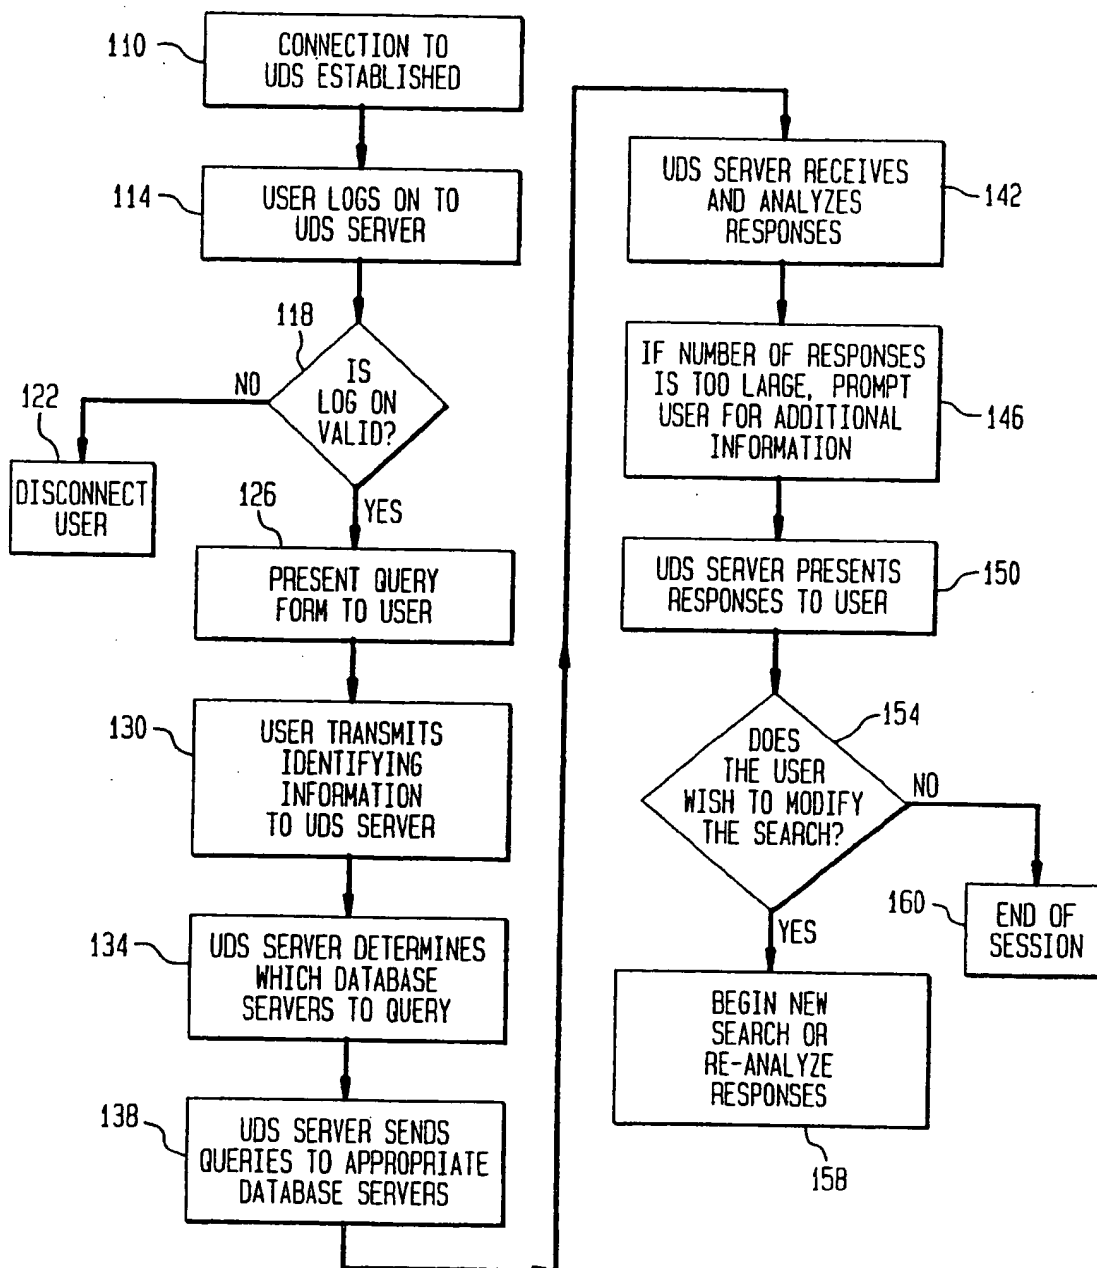 110
CONNECTION TO
UDS ESTABLISHED
114
USER LOGS ON TO
UDS SERVER
118
IS
LOG ON
VALID?
NO
122
DISCONNECT
USER
YES
126
PRESENT QUERY
FORM TO USER
130
USER TRANSMITS
IDENTIFYING
INFORMATION
TO UDS SERVER
134
UDS SERVER DETERMINES
WHICH DATABASE
SERVERS TO QUERY
138
UDS SERVER SENDS
QUERIES TO APPROPRIATE
DATABASE SERVERS
UDS SERVER RECEIVES
AND ANALYZES
RESPONSES
142
IF NUMBER OF RESPONSES
IS TOO LARGE, PROMPT
USER FOR ADDITIONAL
INFORMATION
146
UDS SERVER PRESENTS
RESPONSES TO USER
150
154
DOES
THE USER
WISH TO MODIFY
THE SEARCH?
NO
160
END OF
SESSION
YES
BEGIN NEW
SEARCH OR
RE-ANALYZE
RESPONSES
158